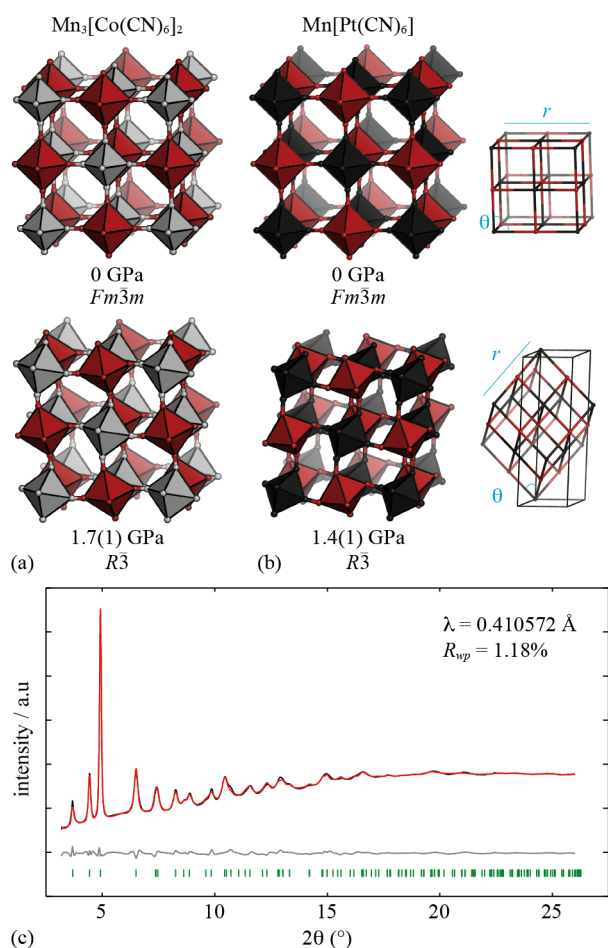 Mn₃[Co(CN)₆]₂
Mn[Pt(CN)₆]
r
θ
0 GPa
Fm3̅m
0 GPa
Fm3̅m
r
θ
1.7(1) GPa
R3̅
(a)
1.4(1) GPa
R3̅
(b)
λ = 0.410572 Å
R_wp = 1.18%
intensity / a.u
5 10 15 20 25
2θ (°)
(c)